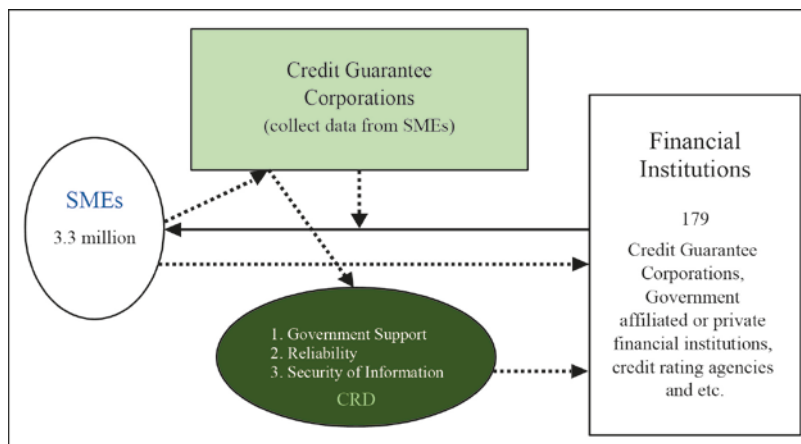 Credit Guarantee
Corporations
(collect data from SMEs)
SMEs
3.3 million
Financial
Institutions
179
Credit Guarantee
Corporations,
Government
affiliated or private
financial institutions,
credit rating agencies
and etc.
1. Government Support
2. Reliability
3. Security of Information
CRD